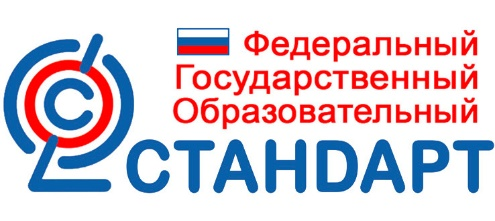 Федеральный
Государственный
Образовательный
С
СТАНДАРТ